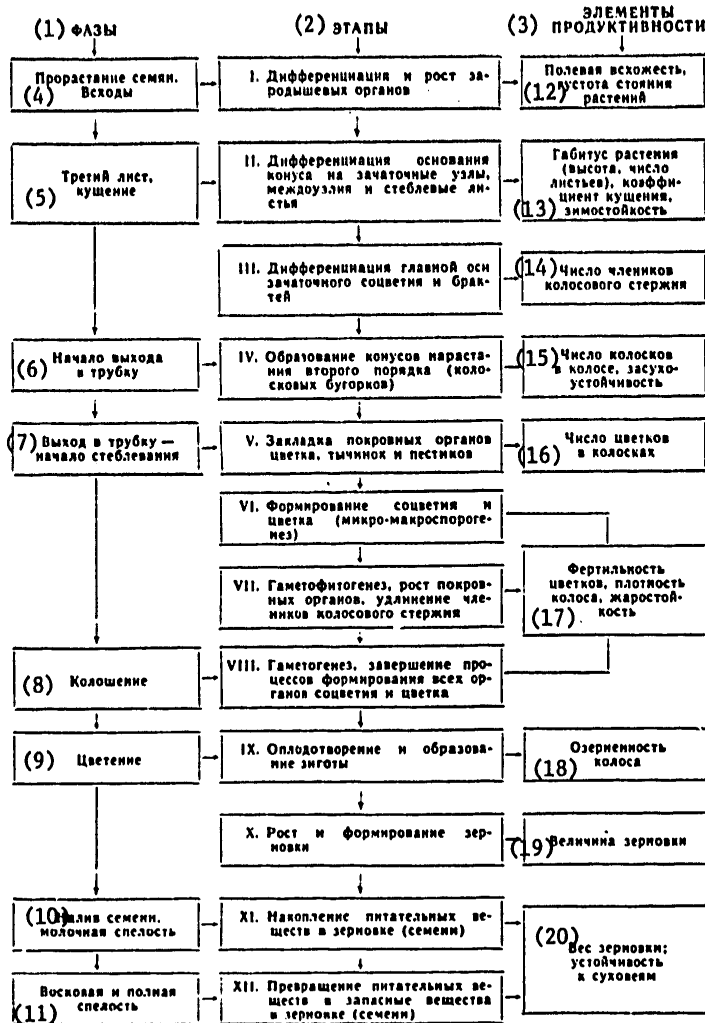 (1) ФАЗЫ
(2) ЭТАПЫ
(3) ЭЛЕМЕНТЫ
ПРОДУКТИВНОСТИ
(4) Прорастание семян.
Всходы
I. Дифференциация и рост за-
родышевых органов
(12) Полевая всхожесть,
густота стояния
растений
(5) Третий лист,
кущение
II. Дифференциация основания
конуса на зачаточные узлы,
междоузлия и стеблевые ли-
стья
(13) Габитус растения
(высота, число
листьев), коэффи-
циент кущения,
зимостойкость
III. Дифференциация главной оси
зачаточного соцветия и брак-
тей
(14) Число члеников
колосового стержня
(6) Начало выхода
в трубку
IV. Образование конусов нараста-
ния второго порядка (коло-
сковых бугорков)
(15) Число колосков
в колосе, засухо-
устойчивость
(7) Выход в трубку —
начало стеблевания
V. Закладка покровных органов
цветка, тычинок и пестиков
(16) Число цветков
в колосках
VI. Формирование соцветия и
цветка (микро-макроспороге-
нез)
VII. Гаметофитогенез, рост покров-
ных органов, удлинение чле-
ников колосового стержня
(17) Фертильность
цветков, плотность
колоса, жаростой-
кость
(8) Колошение
VIII. Гаметогенез, завершение про-
цессов формирования всех ор-
ганов соцветия и цветка
(9) Цветение
IX. Оплодотворение и образова-
ние зиготы
(18) Озерненность
колоса
X. Рост и формирование зер-
новки
(19) Величина зерновки
(10) Налив семени,
молочная спелость
XI. Накопление питательных ве-
ществ в зерновке (семени)
(20) Вес зерновки;
устойчивость
к суховеям
(11) Восковая и полная
спелость
XII. Превращение питательных ве-
ществ в запасные вещества
в зерновке (семени)